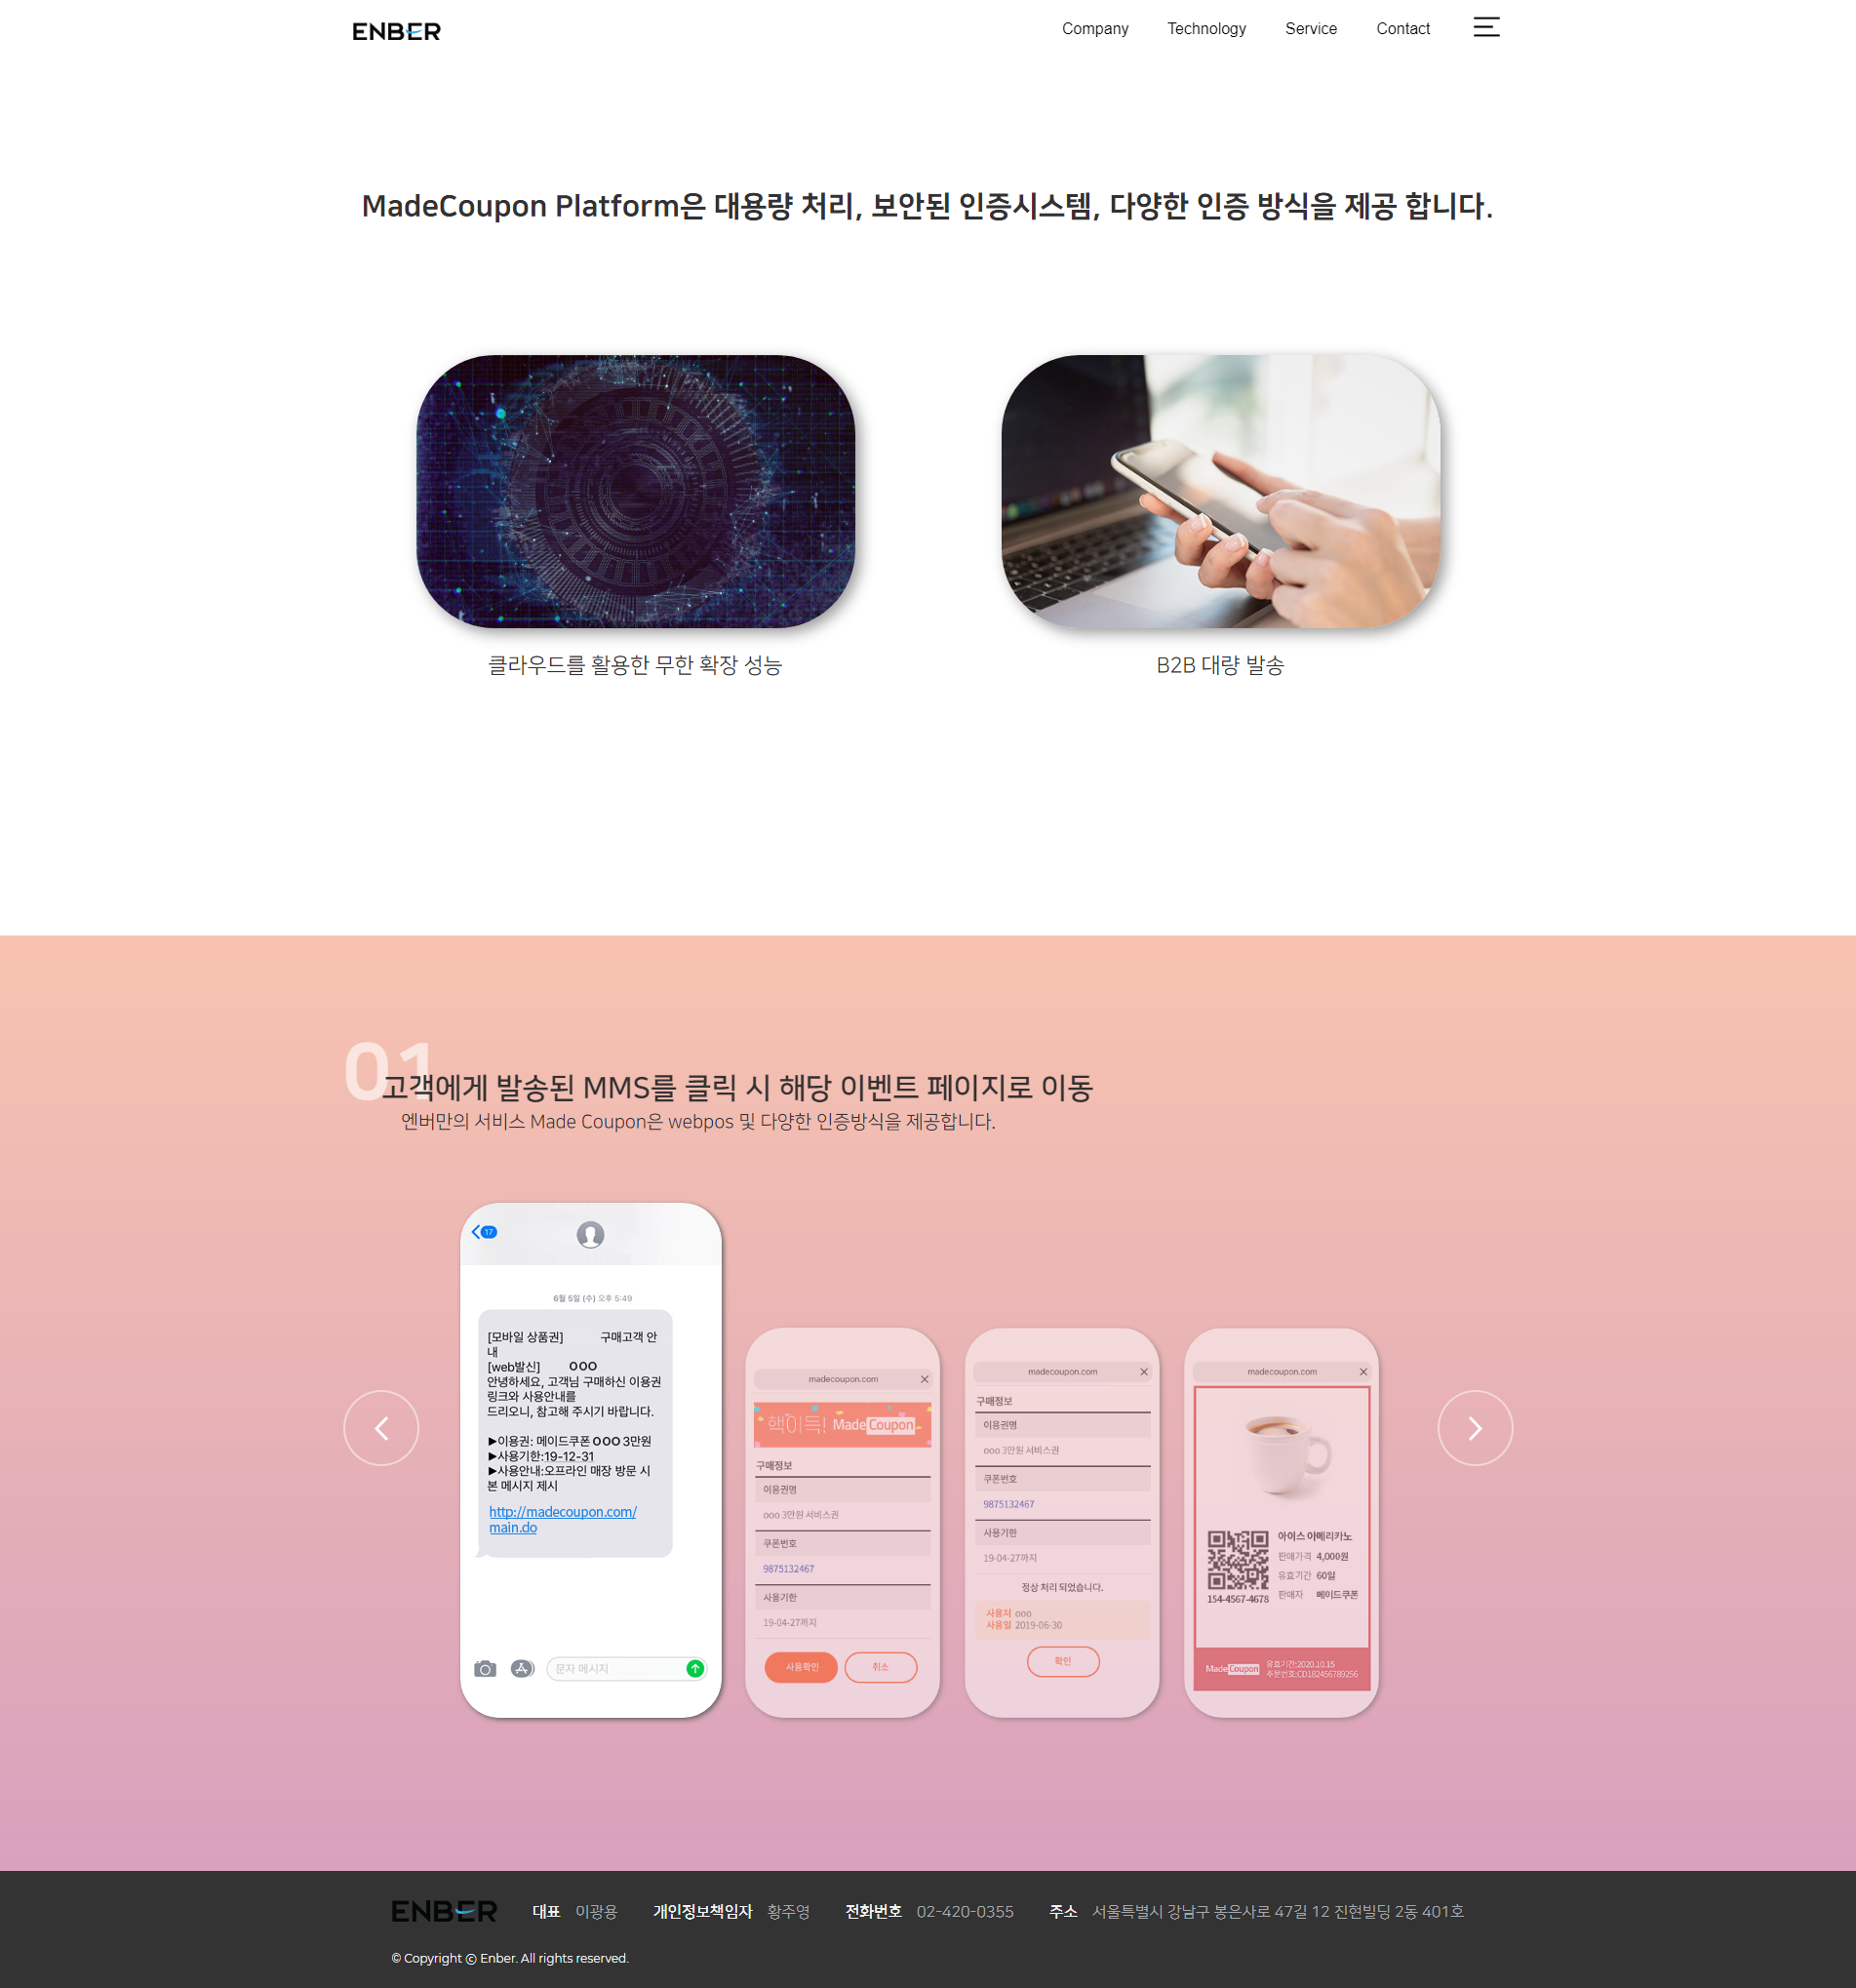 ENBER
Company Technology Service Contact
MadeCoupon Platform은 대용량 처리, 보안된 인증시스템, 다양한 인증 방식을 제공 합니다.
클라우드를 활용한 무한 확장 성능
B2B 대량 발송
01
고객에게 발송된 MMS를 클릭 시 해당 이벤트 페이지로 이동
엔버만의 서비스 Made Coupon은 webpos 및 다양한 인증방식을 제공합니다.
17
6월 5일 (수) 오후 5:49
[모바일 상품권] 구매고객 안
내
[web발신] OOO
안녕하세요, 고객님 구매하신 이용권
링크와 사용안내를
드리오니, 참고해 주시기 바랍니다.
▶이용권: 메이드쿠폰 OOO 3만원
▶사용기한:19-12-31
▶사용안내:오프라인 매장 방문 시
본 메시지 제시
http://madecoupon.com/
main.do
문자 메시지
madecoupon.com
핵이득! MadeCoupon
구매정보
이용권명
ooo 3만원 서비스권
쿠폰번호
9875132467
사용기한
19-04-27까지
사용확인 취소
madecoupon.com
구매정보
이용권명
ooo 3만원 서비스권
쿠폰번호
9875132467
사용기한
19-04-27까지
정상 처리 되었습니다.
사용처 ooo
사용일 2019-06-30
확인
madecoupon.com
아이스 아메리카노
판매가격 4,000원
유효기간 60일
판매자 메이드쿠폰
154-4567-4678
MadeCoupon
유효기간:2020.10.15
주문번호:CD182456789256
ENBER 대표 이광용 개인정보책임자 황주영 전화번호 02-420-0355 주소 서울특별시 강남구 봉은사로 47길 12 진현빌딩 2동 401호
© Copyright © Enber. All rights reserved.